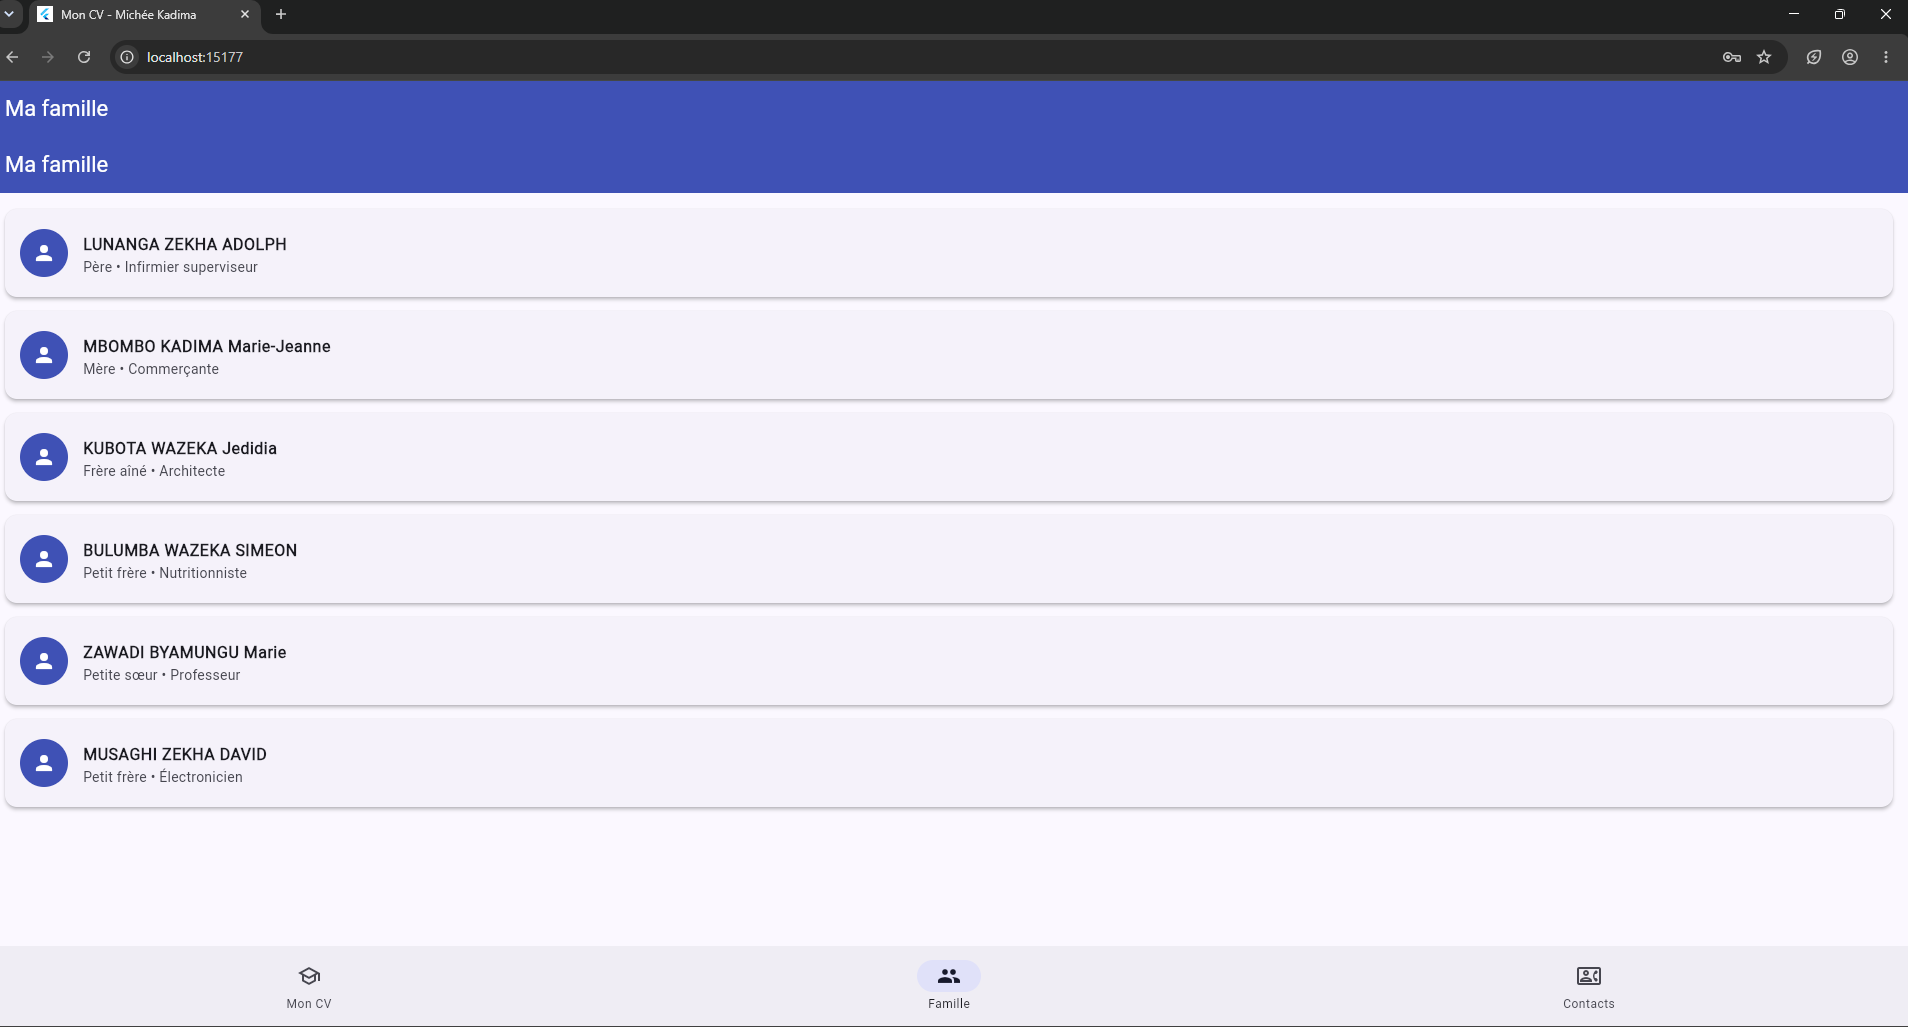 Mon CV - Michée Kadima
localhost:15177
Ma famille
Ma famille
LUNANGA ZEKHA ADOLPH
Père • Infirmier superviseur
MBOMBO KADIMA Marie-Jeanne
Mère • Commerçante
KUBOTA WAZEKA Jedidia
Frère aîné • Architecte
BULUMBA WAZEKA SIMEON
Petit frère • Nutritionniste
ZAWADI BYAMUNGU Marie
Petite sœur • Professeur
MUSAGHI ZEKHA DAVID
Petit frère • Électronicien
Mon CV
Famille
Contacts